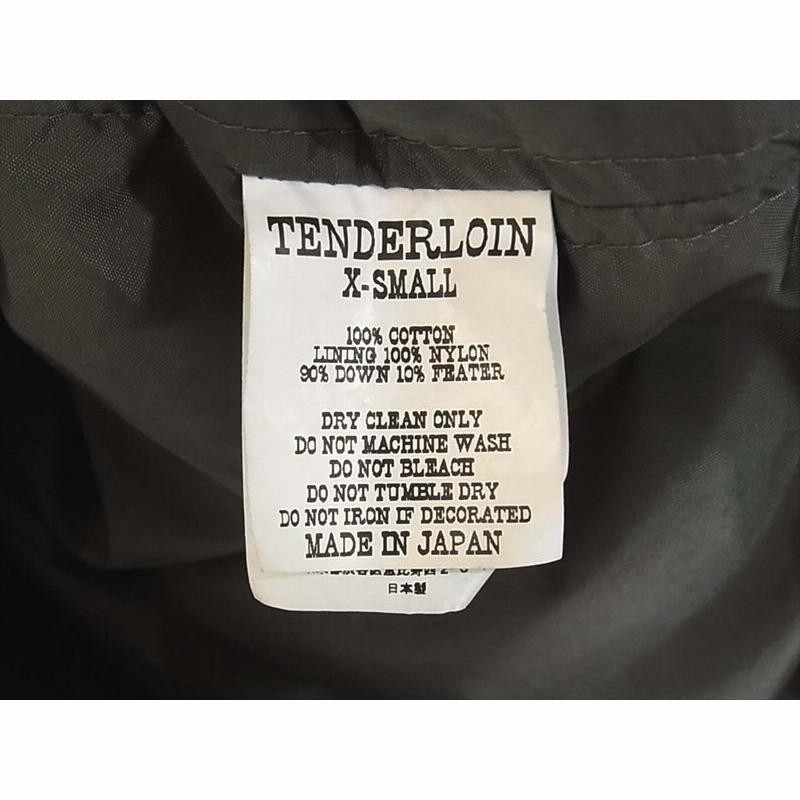 TENDERLOIN
X-SMALL
100% COTTON
LINING 100% NYLON
90% DOWN 10% FEATER
DRY CLEAN ONLY
DO NOT MACHINE WASH
DO NOT BLEACH
DO NOT TUMBLE DRY
DO NOT IRON IF DECORATED
MADE IN JAPAN
日本製